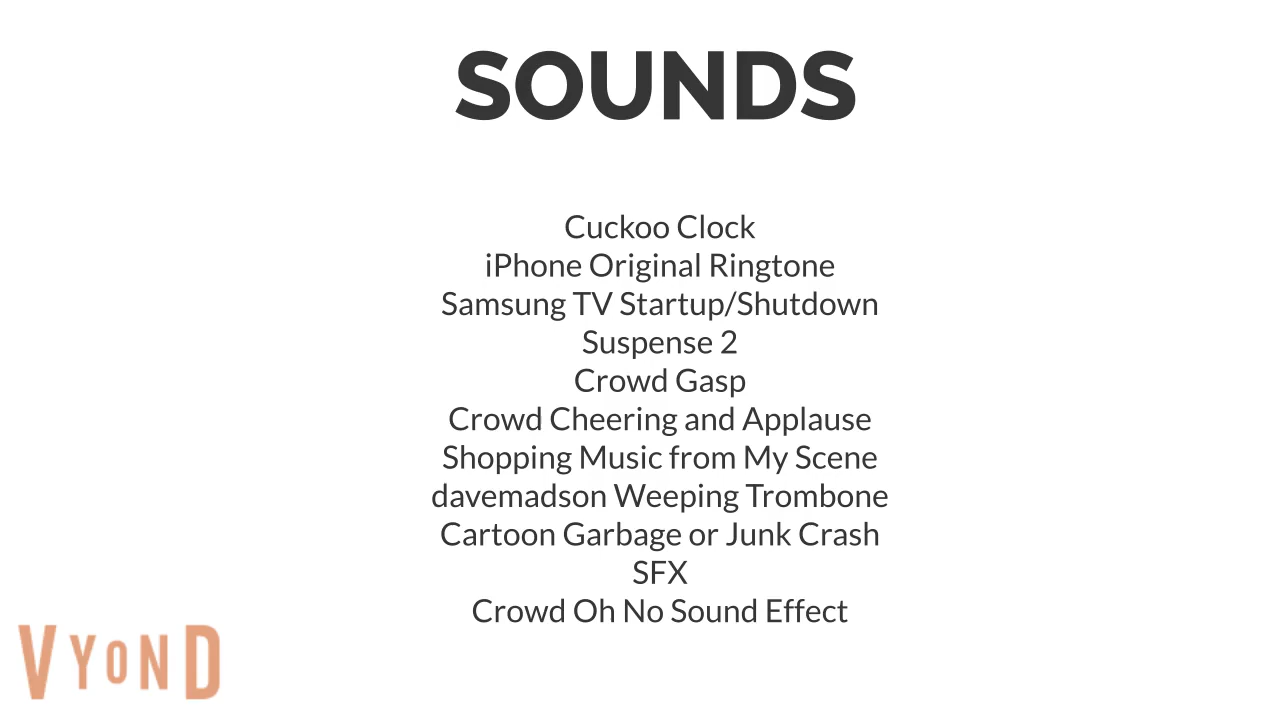 SOUNDS
Cuckoo Clock
iPhone Original Ringtone
Samsung TV Startup/Shutdown
Suspense 2
Crowd Gasp
Crowd Cheering and Applause
Shopping Music from My Scene
davemadson Weeping Trombone
Cartoon Garbage or Junk Crash
SFX
Crowd Oh No Sound Effect
VYOND